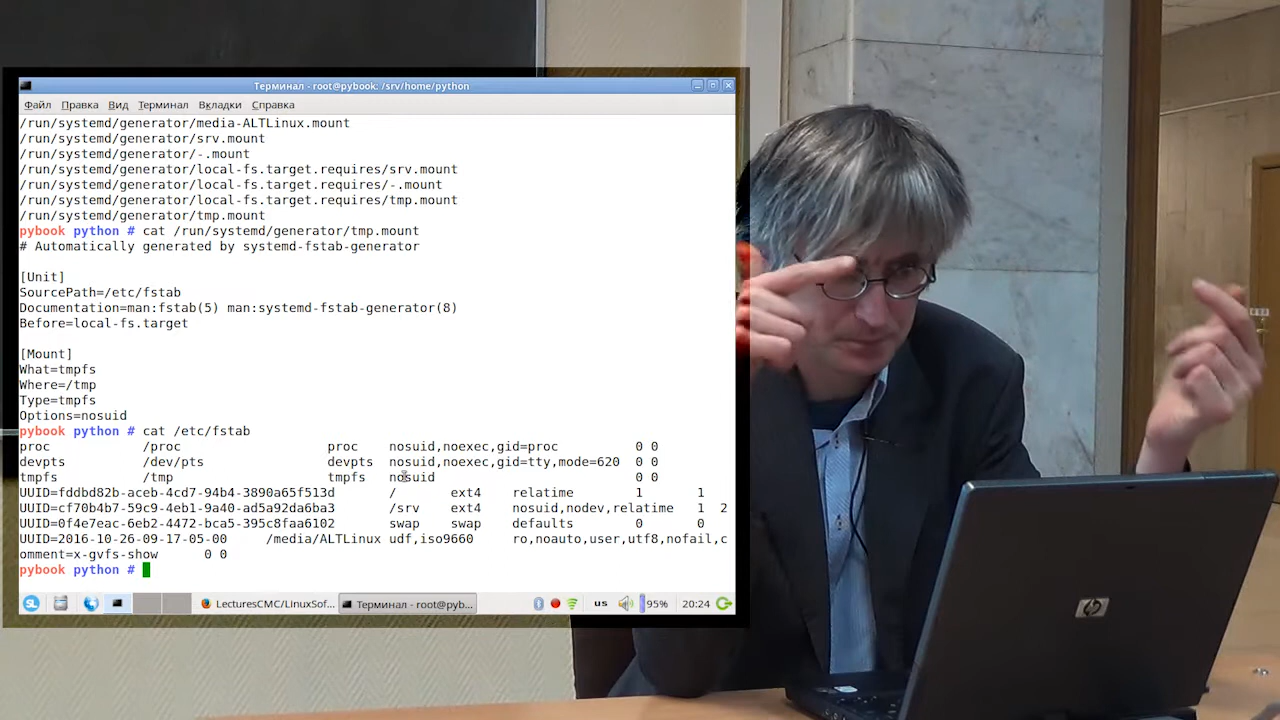 Терминал - root@pybook: /srv/home/python
Файл Правка Вид Терминал Вкладки Справка
/run/systemd/generator/media-ALTLinux.mount
/run/systemd/generator/srv.mount
/run/systemd/generator/-.mount
/run/systemd/generator/local-fs.target.requires/srv.mount
/run/systemd/generator/local-fs.target.requires/-.mount
/run/systemd/generator/local-fs.target.requires/tmp.mount
/run/systemd/generator/tmp.mount
pybook python # cat /run/systemd/generator/tmp.mount
# Automatically generated by systemd-fstab-generator
[Unit]
SourcePath=/etc/fstab
Documentation=man:fstab(5) man:systemd-fstab-generator(8)
Before=local-fs.target
[Mount]
What=tmpfs
Where=/tmp
Type=tmpfs
Options=nosuid
pybook python # cat /etc/fstab
proc /proc proc nosuid,noexec,gid=proc 0 0
devpts /dev/pts devpts nosuid,noexec,gid=tty,mode=620 0 0
tmpfs /tmp tmpfs nosuid 0 0
UUID=fddbd82b-aceb-4cd7-94b4-3890a65f513d / ext4 relatime 1 1
UUID=cf70b4b7-59c9-4eb1-9a40-ad5a92da6ba3 /srv ext4 nosuid,nodev,relatime 1 2
UUID=0f4e7eac-6eb2-4472-bca5-395c8faa6102 swap swap defaults 0 0
UUID=2016-10-26-09-17-05-00 /media/ALTLinux udf,iso9660 ro,noauto,user,utf8,nofail,c
omment=x-gvfs-show 0 0
pybook python #
LecturesCMC/LinuxSof... Терминал - root@pyb... us 95% 20:24
hp